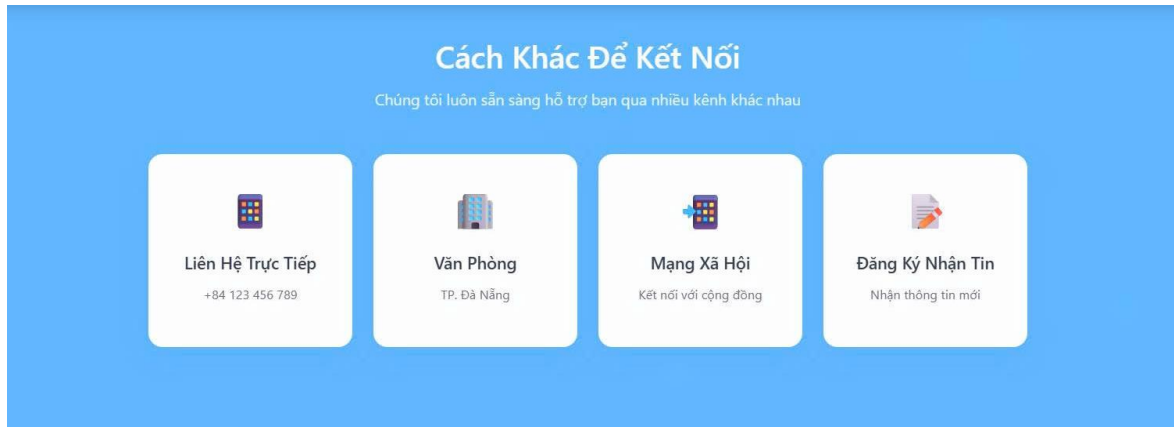 Cách Khác Để Kết Nối
Chúng tôi luôn sẵn sàng hỗ trợ bạn qua nhiều kênh khác nhau
Liên Hệ Trực Tiếp
+84 123 456 789
Văn Phòng
TP. Đà Nẵng
Mạng Xã Hội
Kết nối với cộng đồng
Đăng Ký Nhận Tin
Nhận thông tin mới